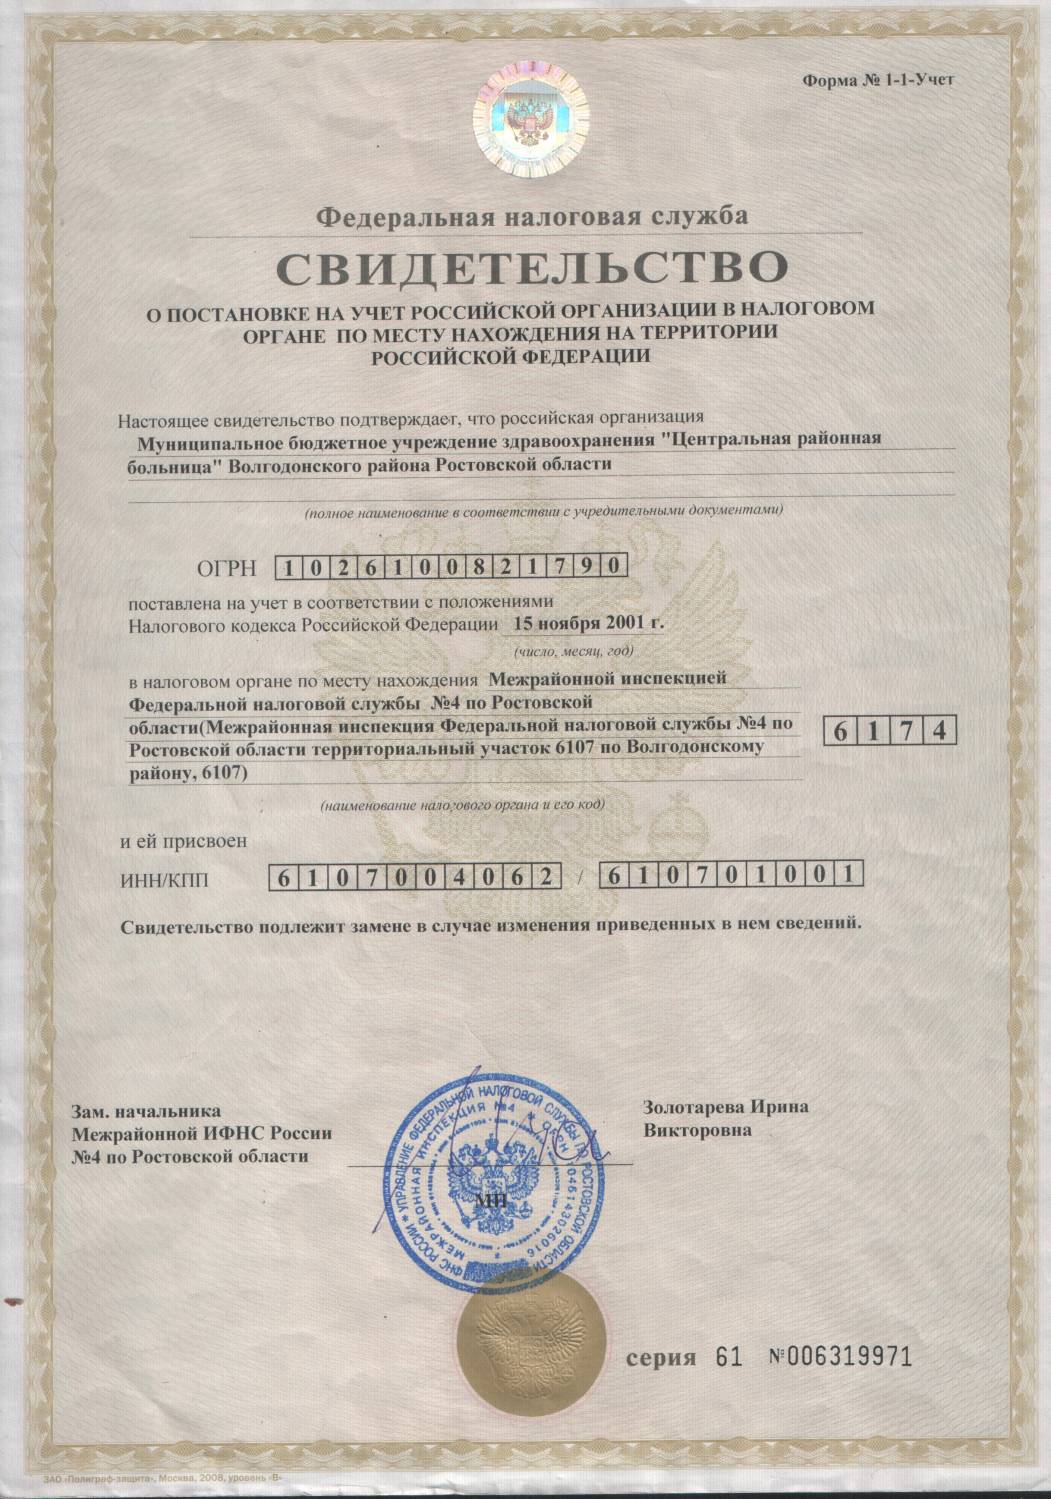 Форма № 1-1-Учет
Федеральная налоговая служба
СВИДЕТЕЛЬСТВО
О ПОСТАНОВКЕ НА УЧЕТ РОССИЙСКОЙ ОРГАНИЗАЦИИ В НАЛОГОВОМ
ОРГАНЕ ПО МЕСТУ НАХОЖДЕНИЯ НА ТЕРРИТОРИИ
РОССИЙСКОЙ ФЕДЕРАЦИИ
Настоящее свидетельство подтверждает, что российская организация
Муниципальное бюджетное учреждение здравоохранения "Центральная районная
больница" Волгодонского района Ростовской области
(полное наименование в соответствии с учредительными документами)
ОГРН 1026100821790
поставлена на учет в соответствии с положениями
Налогового кодекса Российской Федерации 15 ноября 2001 г.
(число, месяц, год)
в налоговом органе по месту нахождения Межрайонной инспекцией
Федеральной налоговой службы №4 по Ростовской
области(Межрайонная инспекция Федеральной налоговой службы №4 по
Ростовской области территориальный участок 6107 по Волгодонскому
району, 6107)
6174
(наименование налогового органа и его код)
и ей присвоен
ИНН/КПП 6107004062 / 610701001
Свидетельство подлежит замене в случае изменения приведенных в нем сведений.
Зам. начальника
Межрайонной ИФНС России
№4 по Ростовской области
Золотарева Ирина
Викторовна
МП
ФНС РОССИИ * УПРАВЛЕНИЕ ФЕДЕРАЛЬНОЙ НАЛОГОВОЙ СЛУЖБЫ ПО РОСТОВСКОЙ ОБЛАСТИ
МЕЖРАЙОННАЯ ИНСПЕКЦИЯ №4 * ОГРН 1046143026016
серия 61 №006319971
ЗАО «Полиграф-защита», Москва, 2008, уровень «В»